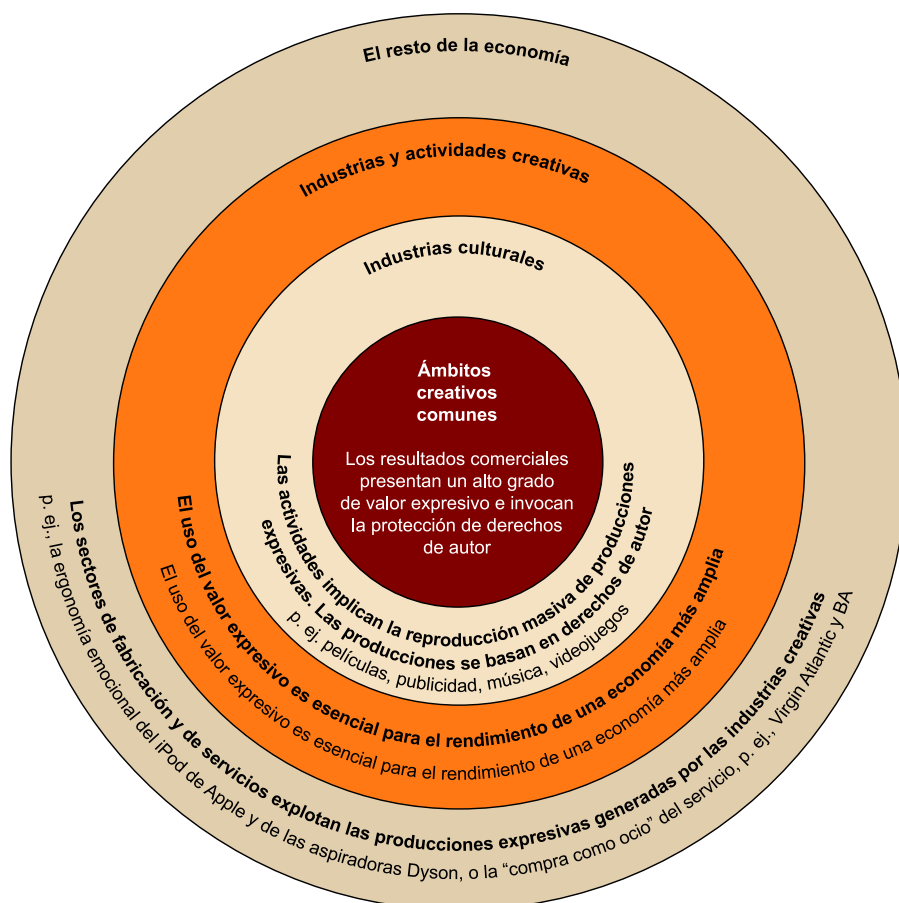 El resto de la economía
Industrias y actividades creativas
Industrias culturales
Ámbitos
creativos
comunes
Los resultados comerciales
presentan un alto grado
de valor expresivo e invocan
la protección de derechos
de autor
Las actividades implican la reproducción masiva de producciones
expresivas. Las producciones se basan en derechos de autor
p. ej. películas, publicidad, música, videojuegos
El uso del valor expresivo es esencial para el rendimiento de una economía más amplia
El uso del valor expresivo es esencial para el rendimiento de una economía más amplia
Los sectores de fabricación y de servicios explotan las producciones expresivas generadas por las industrias creativas
p. ej., la ergonomía emocional del iPod de Apple y de las aspiradoras Dyson, o la “compra como ocio” del servicio, p. ej., Virgin Atlantic y BA